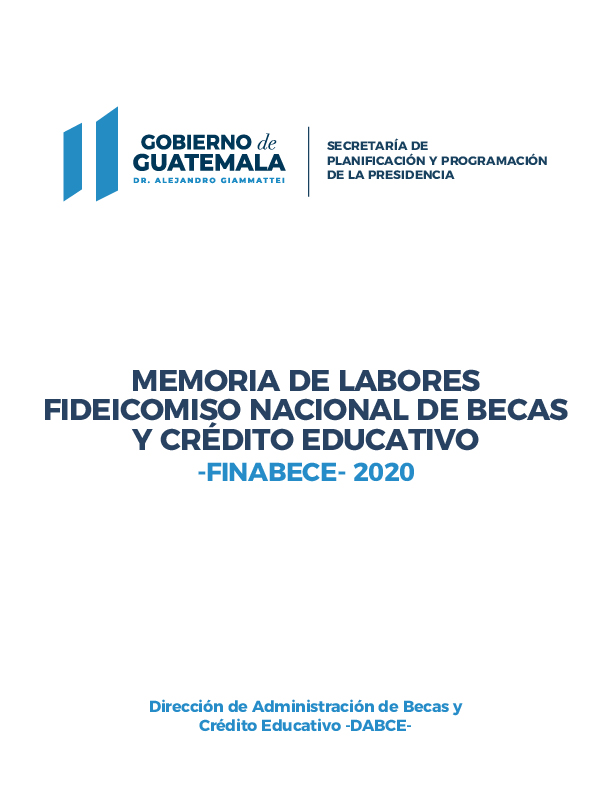 GOBIERNO de
GUATEMALA
DR. ALEJANDRO GIAMMATTEI
SECRETARÍA DE
PLANIFICACIÓN Y PROGRAMACIÓN
DE LA PRESIDENCIA
MEMORIA DE LABORES
FIDEICOMISO NACIONAL DE BECAS
Y CRÉDITO EDUCATIVO
-FINABECE- 2020
Dirección de Administración de Becas y
Crédito Educativo -DABCE-